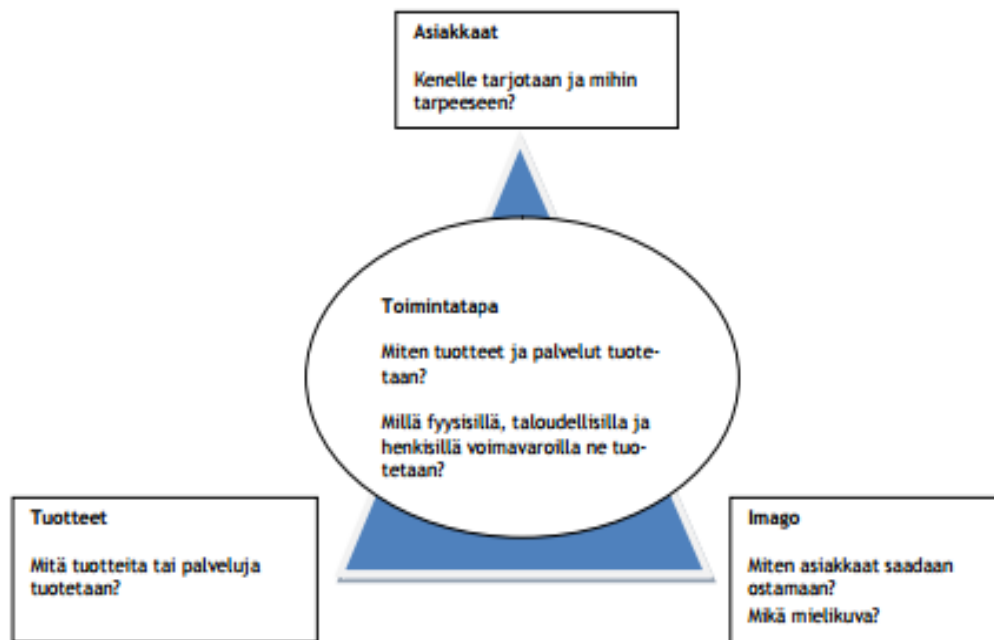 Asiakkaat
Kenelle tarjotaan ja mihin
tarpeeseen?
Toimintatapa
Miten tuotteet ja palvelut tuote-
taan?
Millä fyysisillä, taloudellisilla ja
henkisillä voimavaroilla ne tuo-
tetaan?
Tuotteet
Mitä tuotteita tai palveluja
tuotetaan?
Imago
Miten asiakkaat saadaan
ostamaan?
Mikä mielikuva?